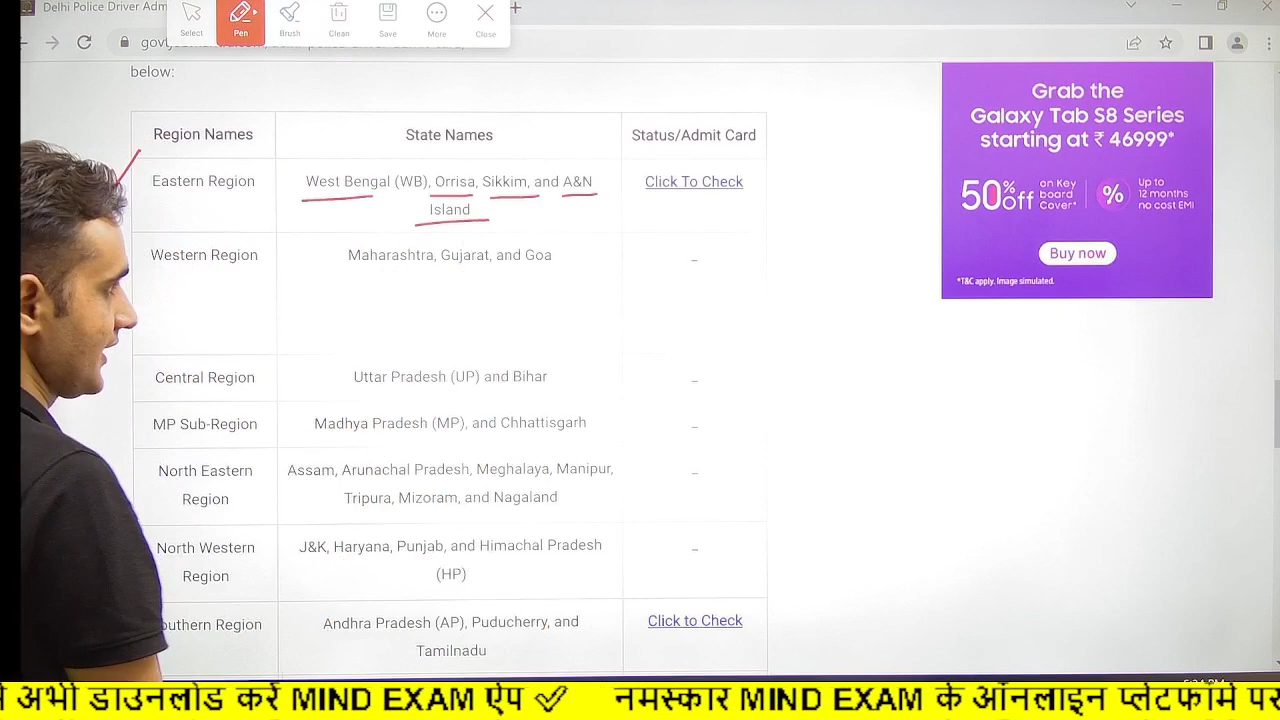 Delhi Police Driver Adm
Select
Pen
Brush
Clean
Save
More
Close
below:
Region Names
State Names
Status/Admit Card
Eastern Region
West Bengal (WB), Orrisa, Sikkim, and A&N
Island
Click To Check
Western Region
Maharashtra, Gujarat, and Goa
-
Central Region
Uttar Pradesh (UP) and Bihar
-
MP Sub-Region
Madhya Pradesh (MP), and Chhattisgarh
-
North Eastern
Region
Assam, Arunachal Pradesh, Meghalaya, Manipur,
Tripura, Mizoram, and Nagaland
-
North Western
Region
J&K, Haryana, Punjab, and Himachal Pradesh
(HP)
-
outhern Region
Andhra Pradesh (AP), Puducherry, and
Tamilnadu
Click to Check
Grab the
Galaxy Tab S8 Series
starting at ₹ 46999*
50% off
on Key
board
Cover*
%
Up to
12 months
no cost EMI
Buy now
*T&C apply. Image simulated.
अभी डाउनलोड करें MIND EXAM ऐप ✓ नमस्कार MIND EXAM के ऑनलाइन प्लेटफार्म पर